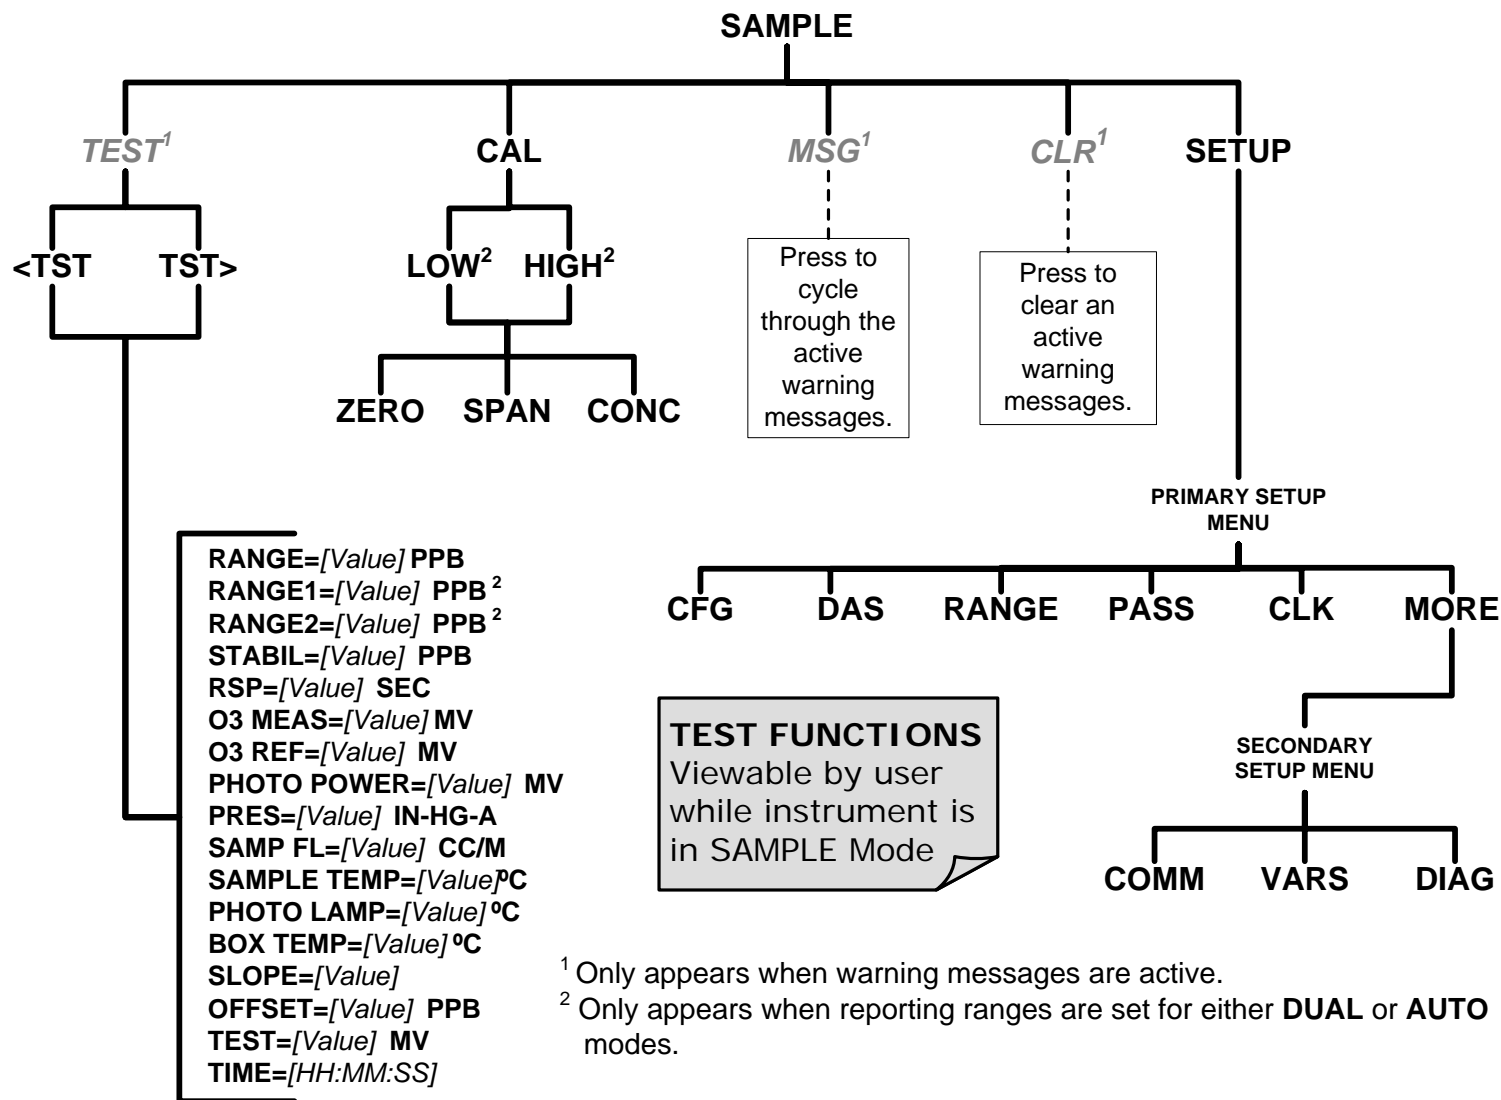 SAMPLE
TEST1 CAL MSG1 CLR1 SETUP
<TST TST> LOW2 HIGH2
Press to
cycle
through the
active
warning
messages.
Press to
clear an
active
warning
messages.
ZERO SPAN CONC
PRIMARY SETUP
MENU
CFG DAS RANGE PASS CLK MORE
RANGE=[Value] PPB
RANGE1=[Value] PPB 2
RANGE2=[Value] PPB 2
STABIL=[Value] PPB
RSP=[Value] SEC
O3 MEAS=[Value] MV
O3 REF=[Value] MV
PHOTO POWER=[Value] MV
PRES=[Value] IN-HG-A
SAMP FL=[Value] CC/M
SAMPLE TEMP=[Value]ºC
PHOTO LAMP=[Value] ºC
BOX TEMP=[Value] ºC
SLOPE=[Value]
OFFSET=[Value] PPB
TEST=[Value] MV
TIME=[HH:MM:SS]
TEST FUNCTIONS
Viewable by user
while instrument is
in SAMPLE Mode
SECONDARY
SETUP MENU
COMM VARS DIAG
1 Only appears when warning messages are active.
2 Only appears when reporting ranges are set for either DUAL or AUTO
modes.